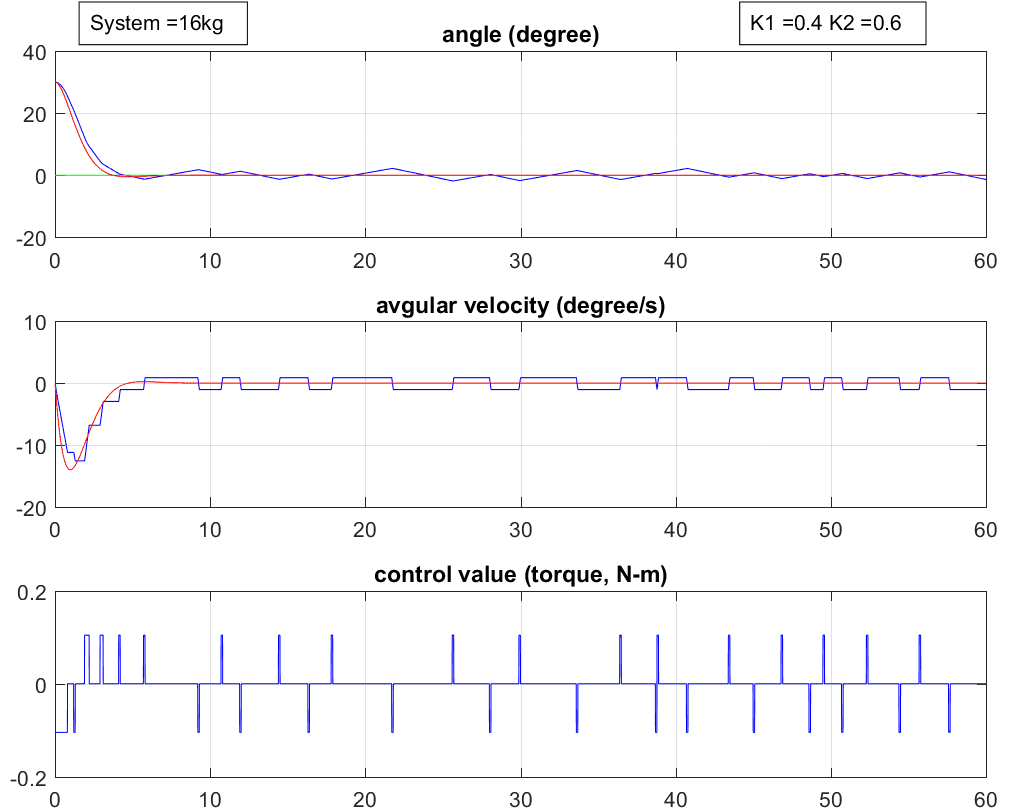 System =16kg
K1 =0.4 K2 =0.6
angle (degree)
40
20
0
-20
0 10 20 30 40 50 60
avgular velocity (degree/s)
10
0
-10
-20
0 10 20 30 40 50 60
control value (torque, N-m)
0.2
0
-0.2
0 10 20 30 40 50 60